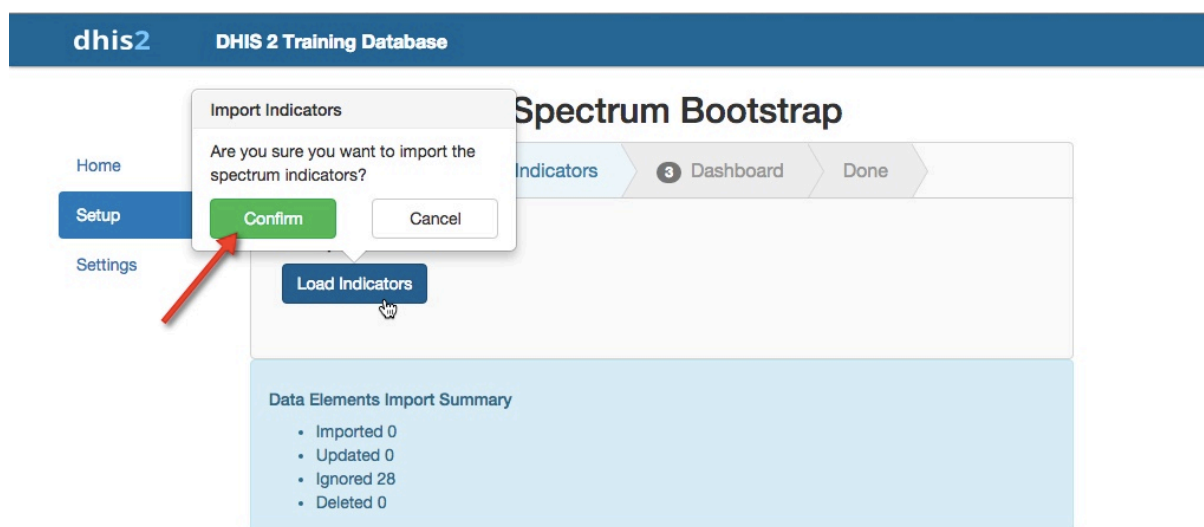 dhis2 DHIS 2 Training Database
Spectrum Bootstrap
Import Indicators
Are you sure you want to import the
spectrum indicators?
Confirm Cancel
Home
Setup
Settings
Indicators 3 Dashboard Done
Load Indicators
Data Elements Import Summary
• Imported 0
• Updated 0
• Ignored 28
• Deleted 0